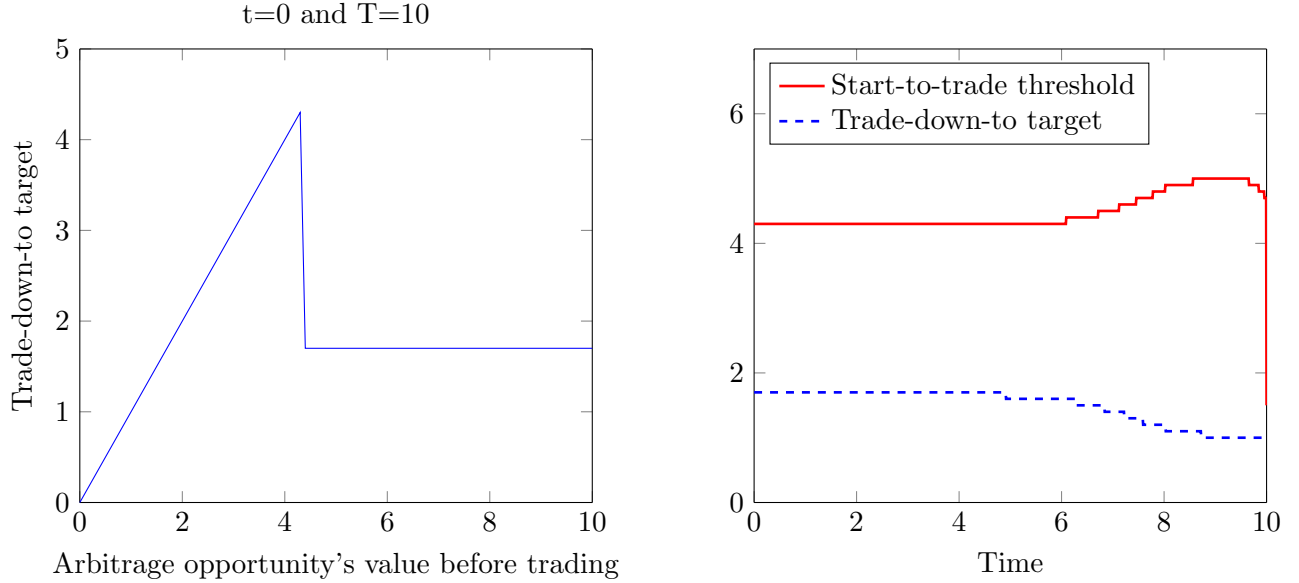 t=0 and T=10
5
4
3
2
1
0
0 2 4 6 8 10
Trade-down-to target
Arbitrage opportunity's value before trading
Start-to-trade threshold
Trade-down-to target
6
4
2
0
0 2 4 6 8 10
Time